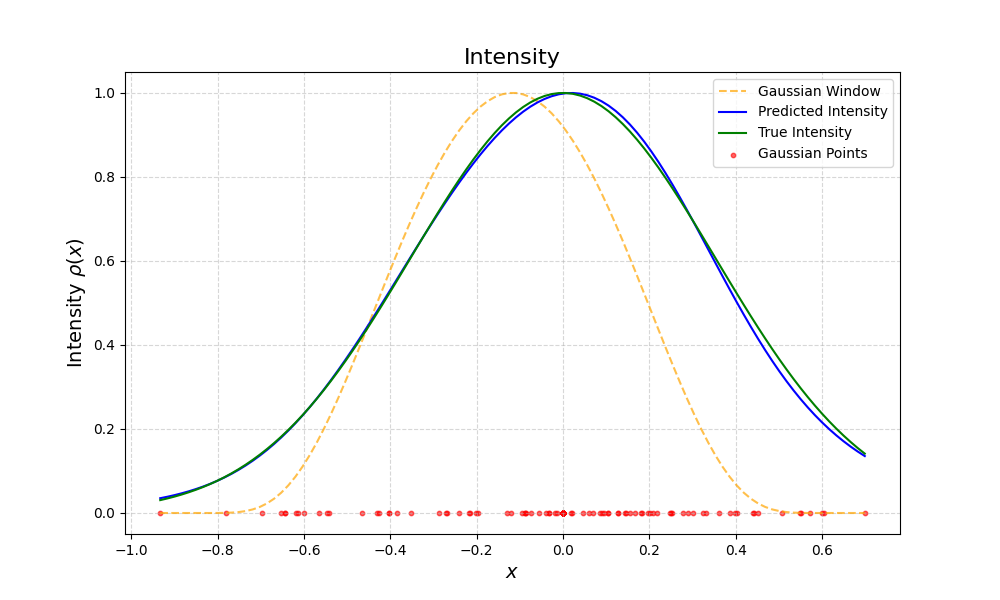 Intensity
Gaussian Window
Predicted Intensity
True Intensity
Gaussian Points
Intensity ρ(x)
1.0
0.8
0.6
0.4
0.2
0.0
−1.0 −0.8 −0.6 −0.4 −0.2 0.0 0.2 0.4 0.6
x